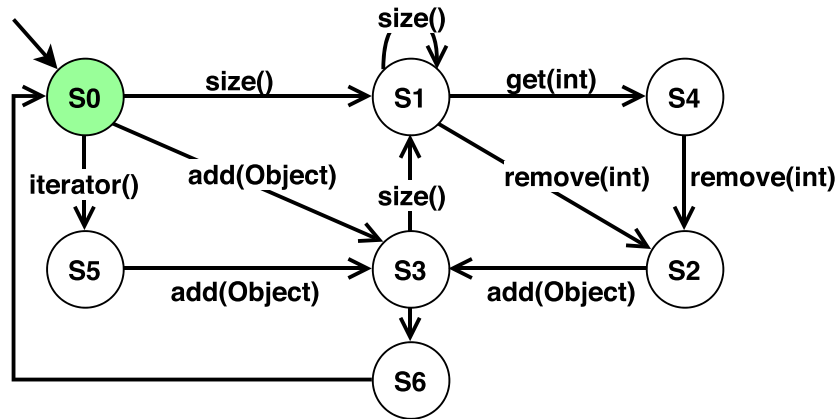 size()
S0
size()
S1
get(int)
S4
iterator()
add(Object)
size()
remove(int)
remove(int)
S5
add(Object)
S3
add(Object)
S2
S6